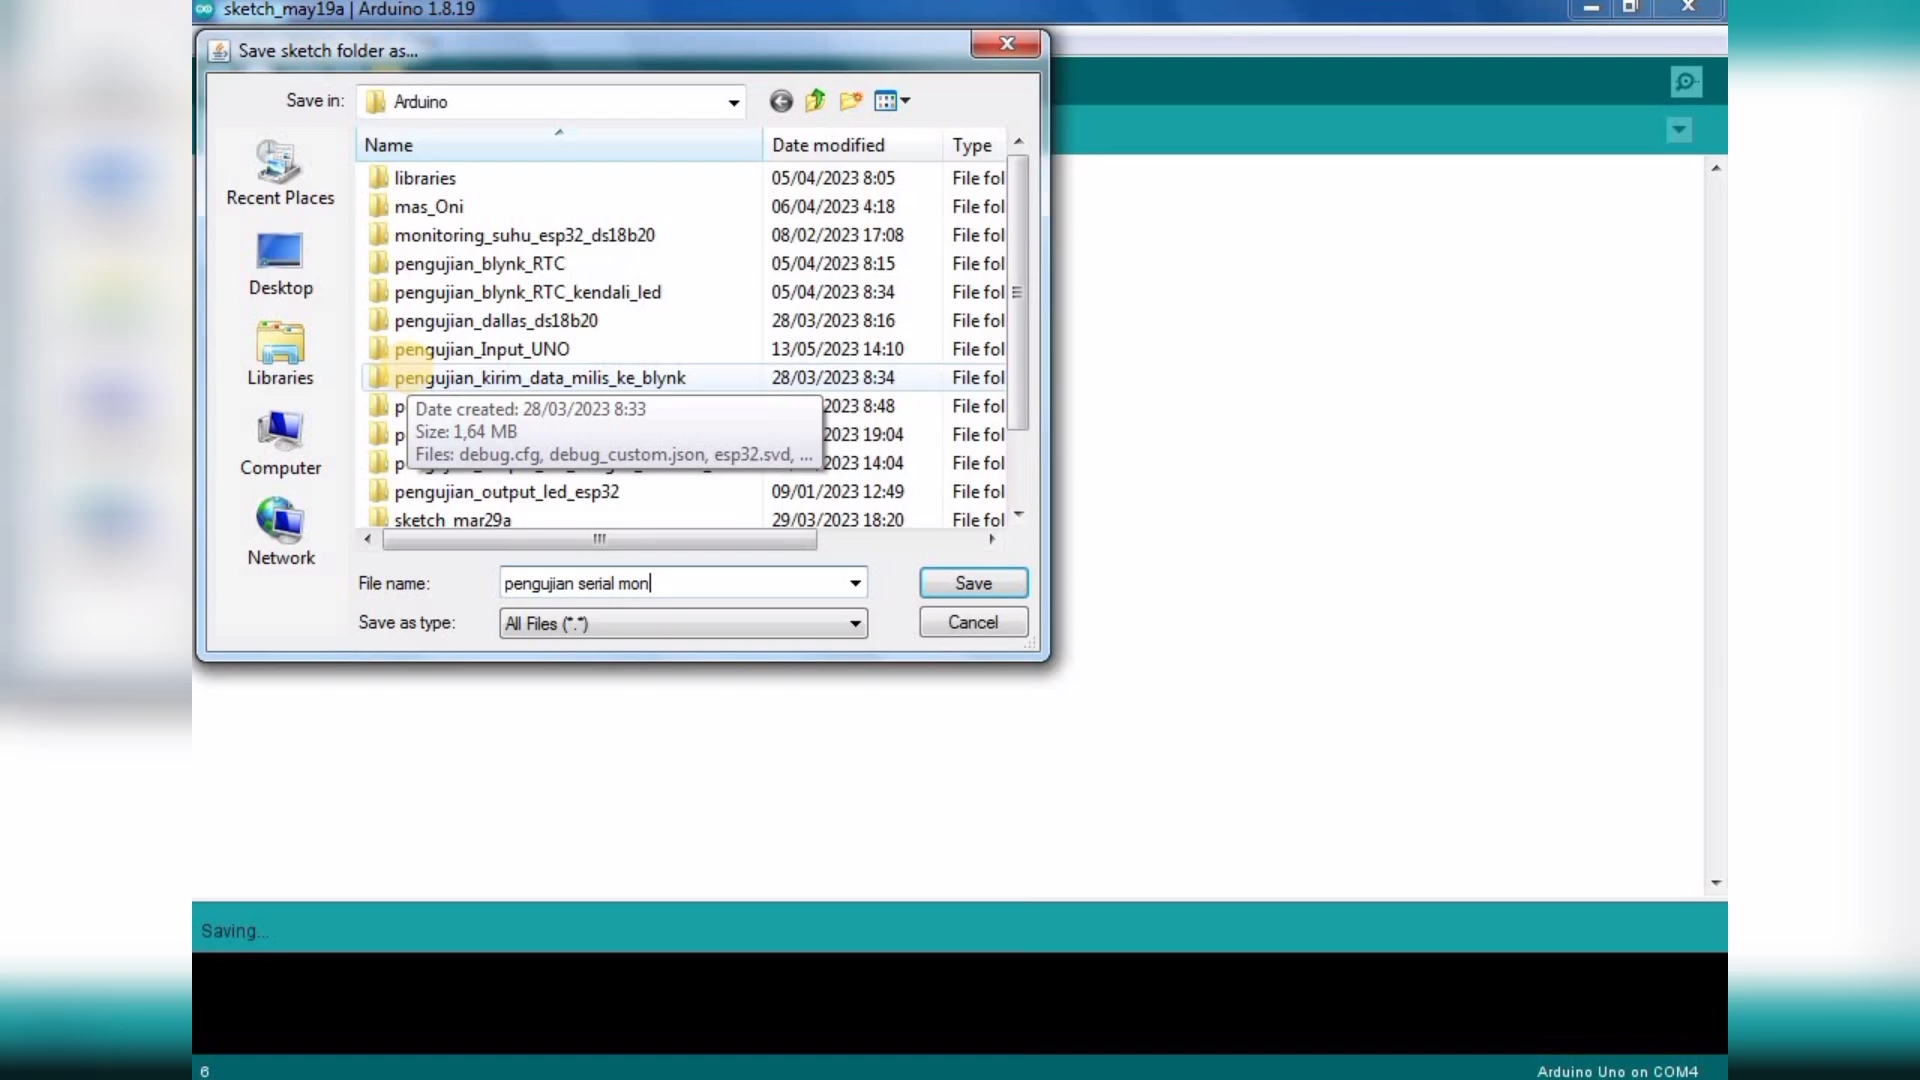 sketch_may19a | Arduino 1.8.19
Save sketch folder as...
Save in:
Arduino
Name
Date modified
Type
libraries 05/04/2023 8:05 File fol
mas_Oni 06/04/2023 4:18 File fol
monitoring_suhu_esp32_ds18b20 08/02/2023 17:08 File fol
pengujian_blynk_RTC 05/04/2023 8:15 File fol
pengujian_blynk_RTC_kendali_led 05/04/2023 8:34 File fol
pengujian_dallas_ds18b20 28/03/2023 8:16 File fol
pengujian_Input_UNO 13/05/2023 14:10 File fol
pengujian_kirim_data_milis_ke_blynk 28/03/2023 8:34 File fol
p 2023 8:48 File fol
p 2023 19:04 File fol
p 2023 14:04 File fol
Date created: 28/03/2023 8:33
Size: 1,64 MB
Files: debug.cfg, debug_custom.json, esp32.svd, ...
pengujian_output_led_esp32 09/01/2023 12:49 File fol
sketch_mar29a 29/03/2023 18:20 File fol
Recent Places
Desktop
Libraries
Computer
Network
File name:
pengujian serial mon
Save
Save as type:
All Files (*.*)
Cancel
Saving...
6
Arduino Uno on COM4